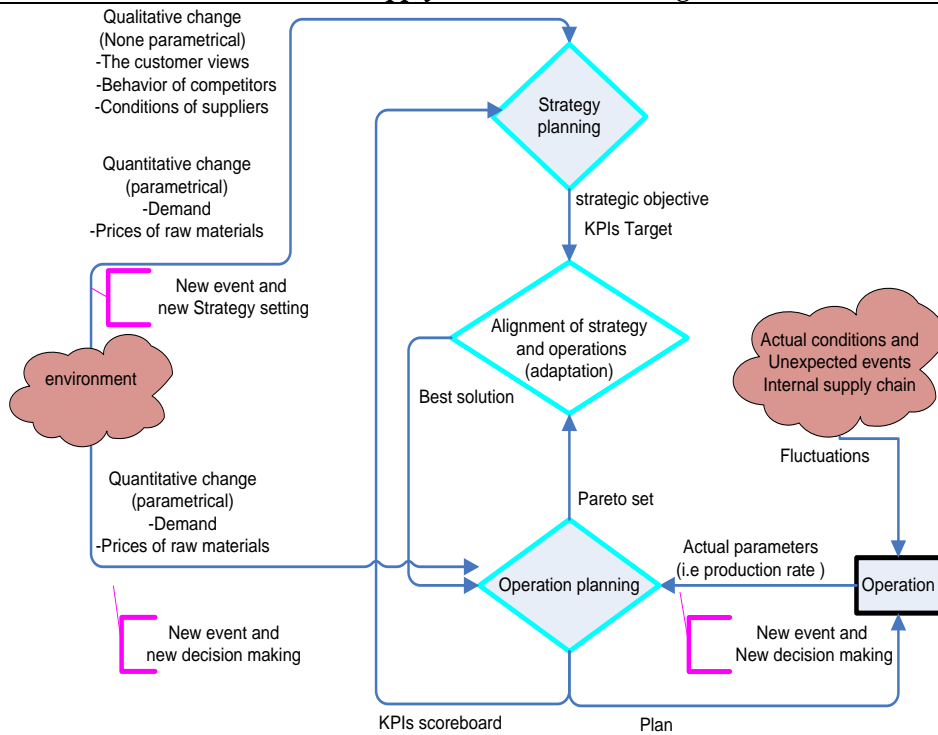 Qualitative change
(None parametrical)
-The customer views
-Behavior of competitors
-Conditions of suppliers
Quantitative change
(parametrical)
-Demand
-Prices of raw materials
New event and
new Strategy setting
environment
Quantitative change
(parametrical)
-Demand
-Prices of raw materials
New event and
new decision making
Strategy
planning
strategic objective
KPIs Target
Alignment of strategy
and operations
(adaptation)
Best solution
Pareto set
Operation planning
KPIs scoreboard
Plan
Actual conditions and
Unexpected events
Internal supply chain
Fluctuations
Actual parameters
(i.e production rate )
Operation
New event and
New decision making